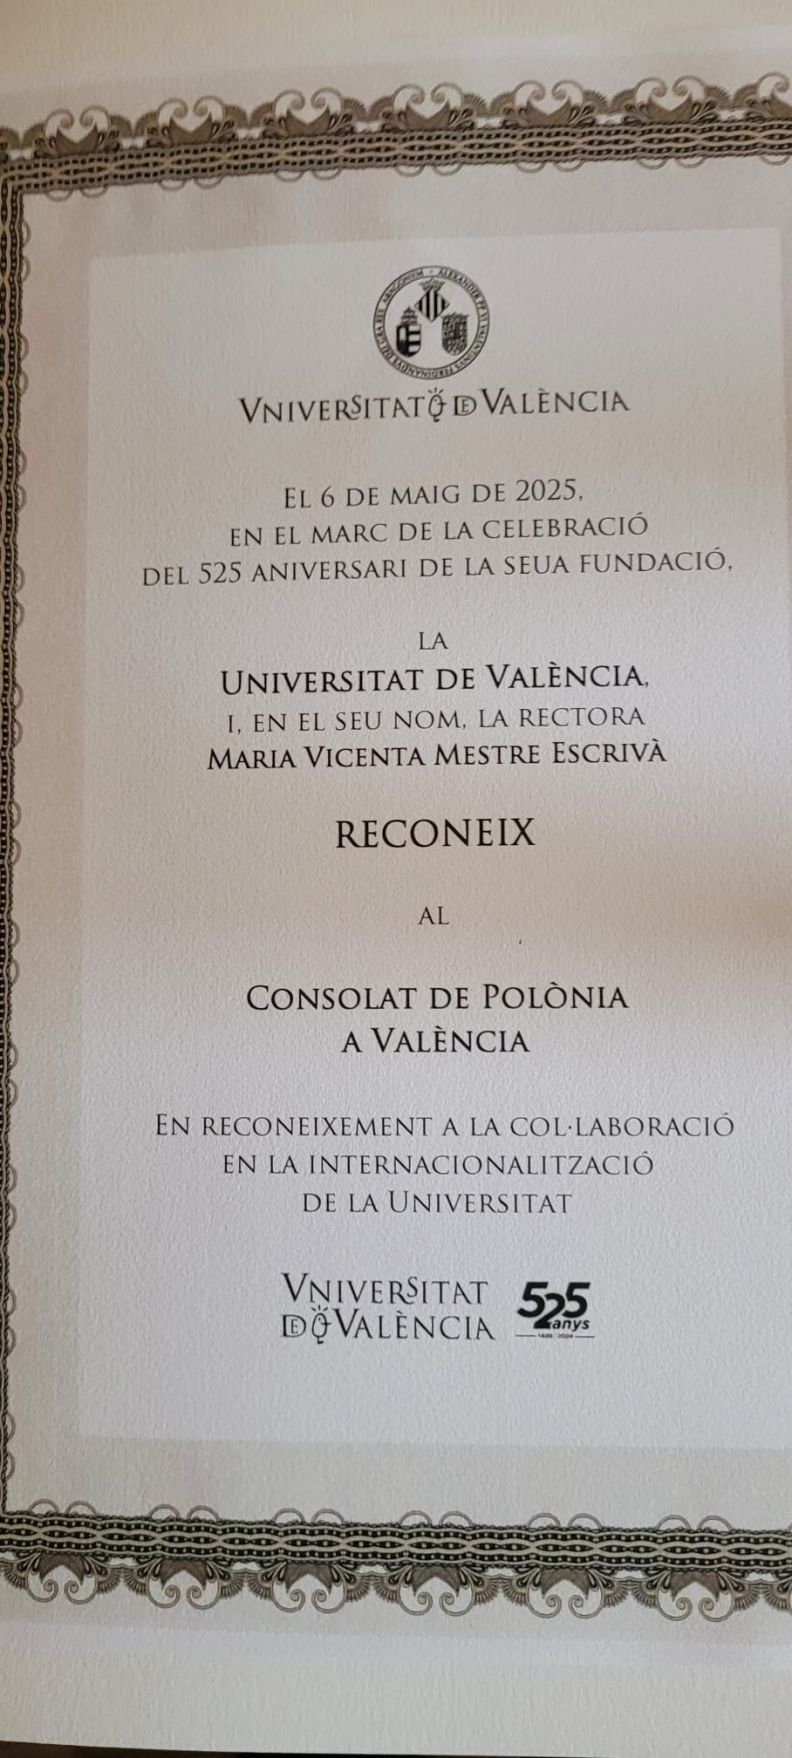 VNIVERSITAT DE VALÈNCIA
EL 6 DE MAIG DE 2025,
EN EL MARC DE LA CELEBRACIÓ
DEL 525 ANIVERSARI DE LA SEUA FUNDACIÓ,
LA
UNIVERSITAT DE VALÈNCIA,
I, EN EL SEU NOM, LA RECTORA
MARIA VICENTA MESTRE ESCRIVÀ
RECONEIX
AL
CONSOLAT DE POLÒNIA
A VALÈNCIA
EN RECONEIXEMENT A LA COL·LABORACIÓ
EN LA INTERNACIONALITZACIÓ
DE LA UNIVERSITAT
VNIVERSITAT
DE VALÈNCIA
525
anys